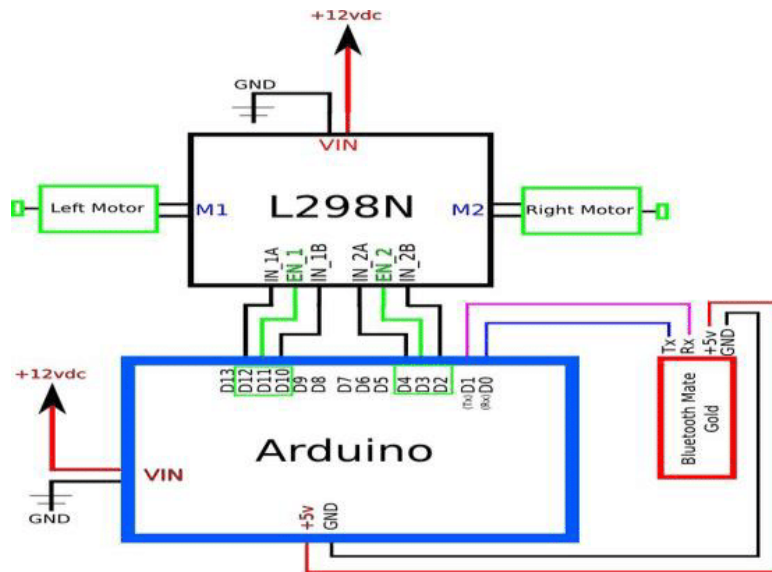 +12vdc
GND
VIN
Left Motor
M1
L298N
M2
Right Motor
IN_1A
EN_1
IN_1B
IN_2A
EN_2
IN_2B
Tx
Rx
+5v
GND
+12vdc
D13
D12
D11
D10
D9
D8
D7
D6
D5
D4
D3
D2
D1
D0
(Tx)
(Rx)
Bluetooth Mate
Gold
Arduino
VIN
GND
+5v
GND